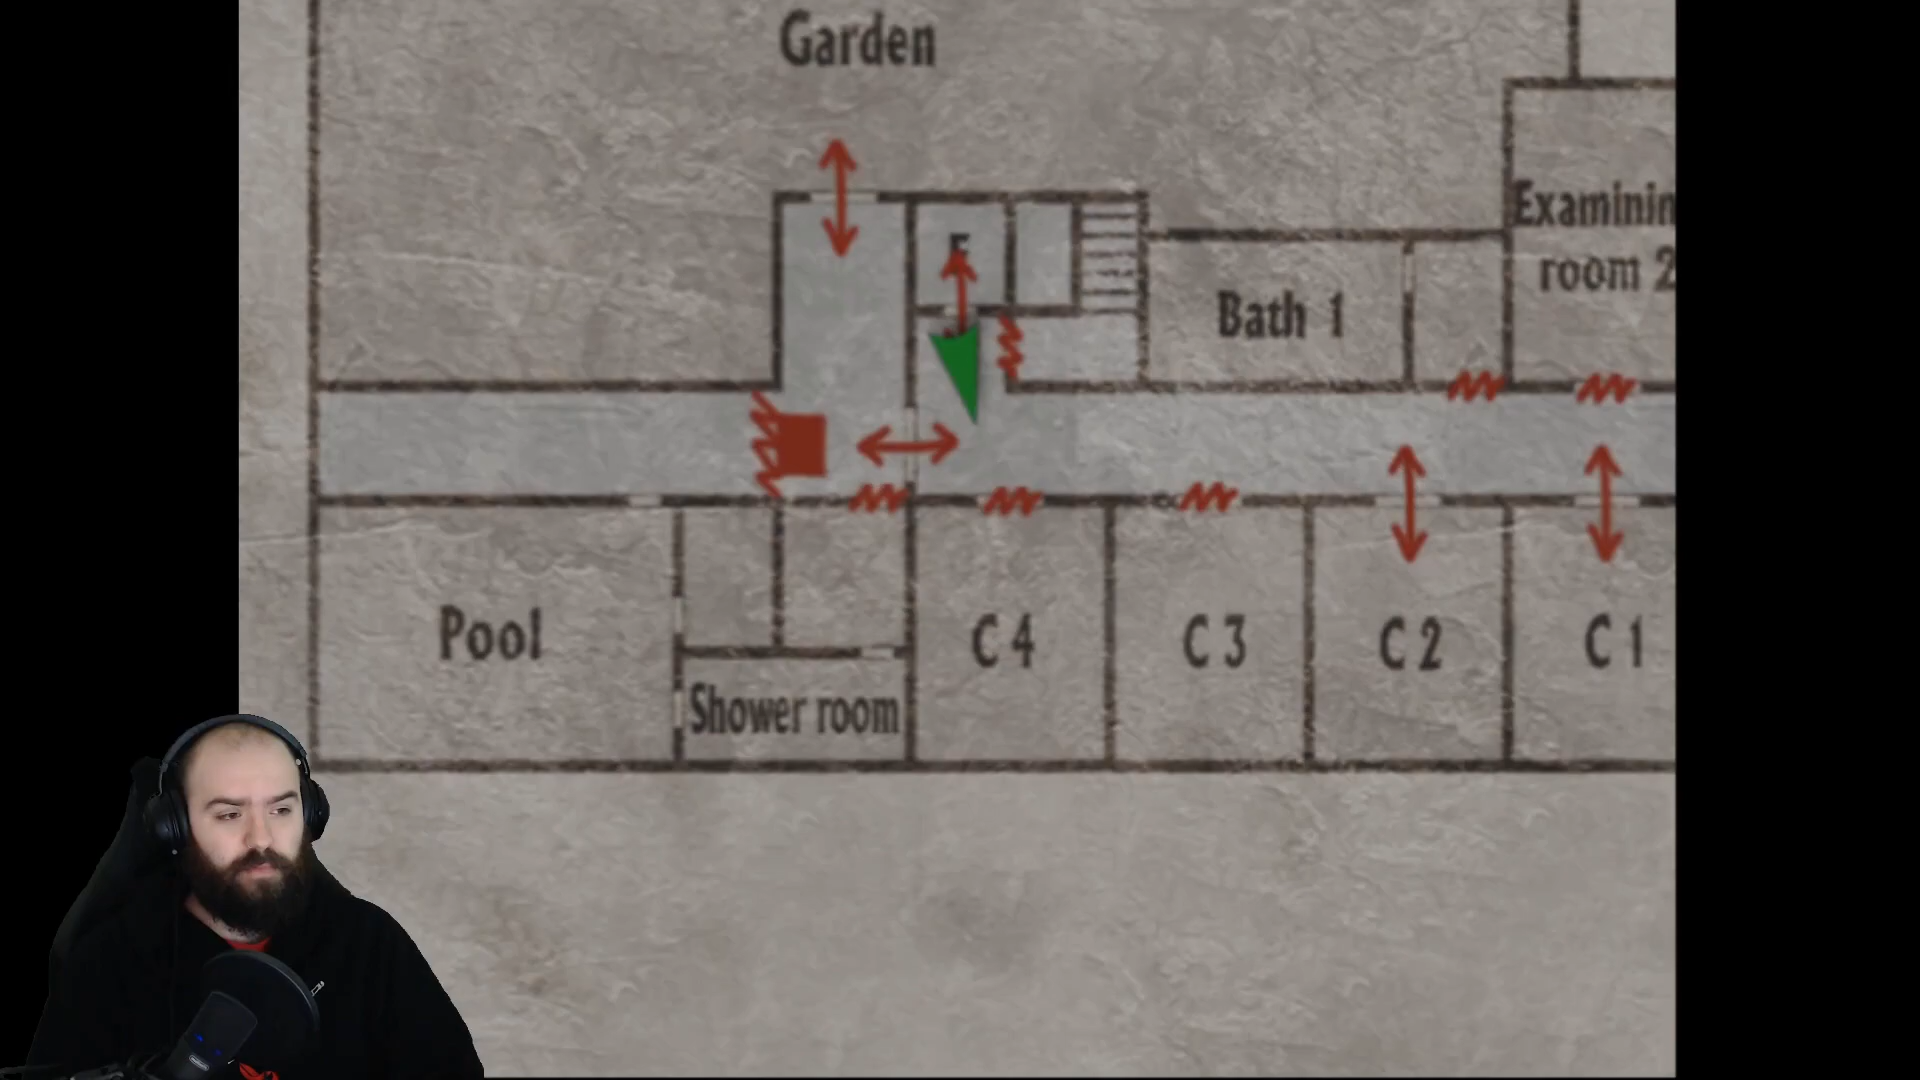 Garden
E
Examinin
room 2
Bath 1
Pool
C 4
C 3
C 2
C 1
Shower room